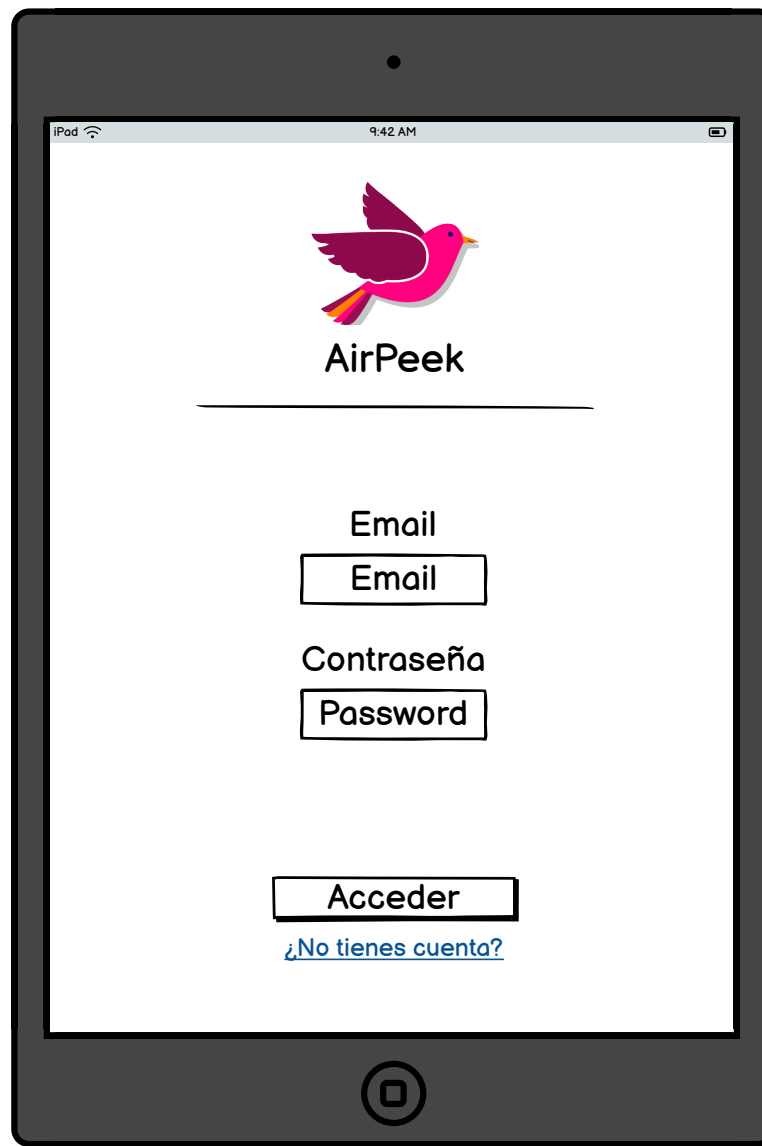 iPad 9:42 AM
AirPeek
Email
Email
Contraseña
Password
Acceder
¿No tienes cuenta?